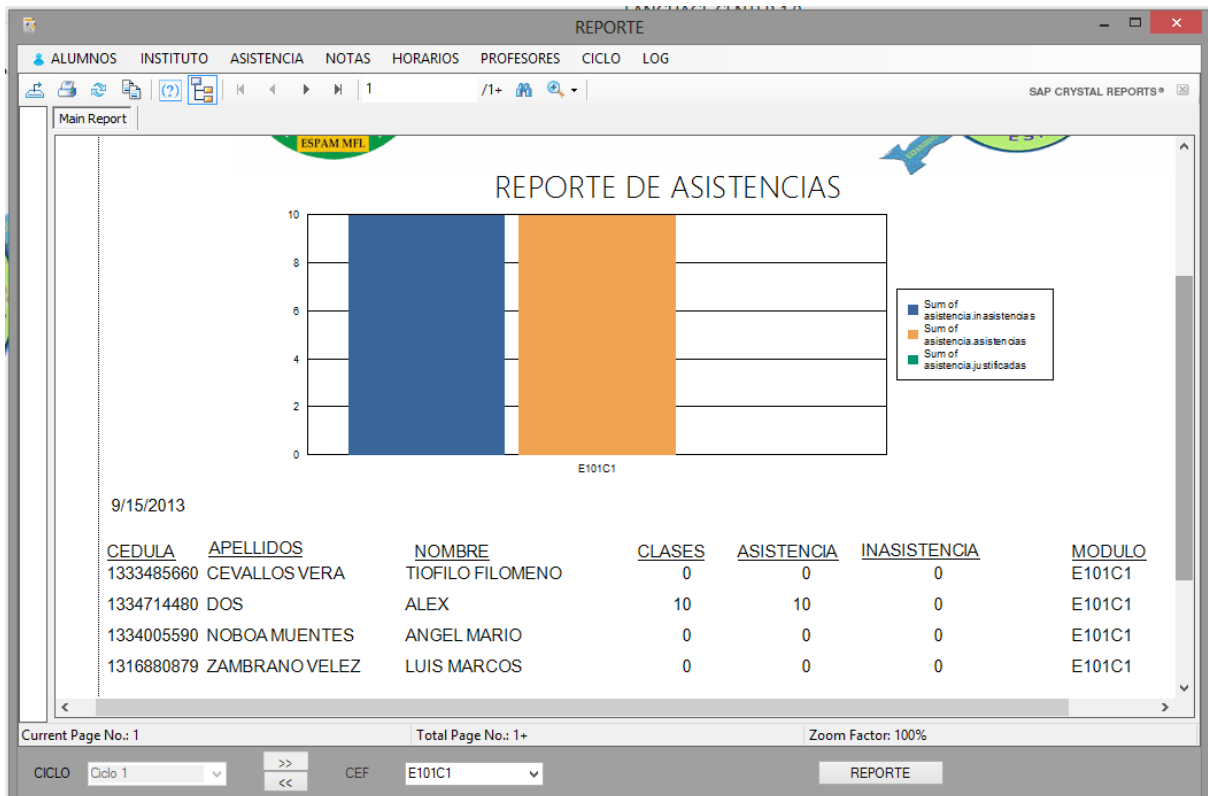 REPORTE
ALUMNOS INSTITUTO ASISTENCIA NOTAS HORARIOS PROFESORES CICLO LOG
1 /1+ SAP CRYSTAL REPORTS®
Main Report
ESPAM MFL
REPORTE DE ASISTENCIAS
10
8
6
4
2
0
E101C1
Sum of
asistencia.inasistencias
Sum of
asistencia.asistencias
Sum of
asistencia.justificadas
9/15/2013
CEDULA APELLIDOS NOMBRE CLASES ASISTENCIA INASISTENCIA MODULO
1333485660 CEVALLOS VERA TIOFILO FILOMENO 0 0 0 E101C1
1334714480 DOS ALEX 10 10 0 E101C1
1334005590 NOBOA MUENTES ANGEL MARIO 0 0 0 E101C1
1316880879 ZAMBRANO VELEZ LUIS MARCOS 0 0 0 E101C1
Current Page No.: 1 Total Page No.: 1+ Zoom Factor: 100%
CICLO Ciclo 1 >> << CEF E101C1 REPORTE